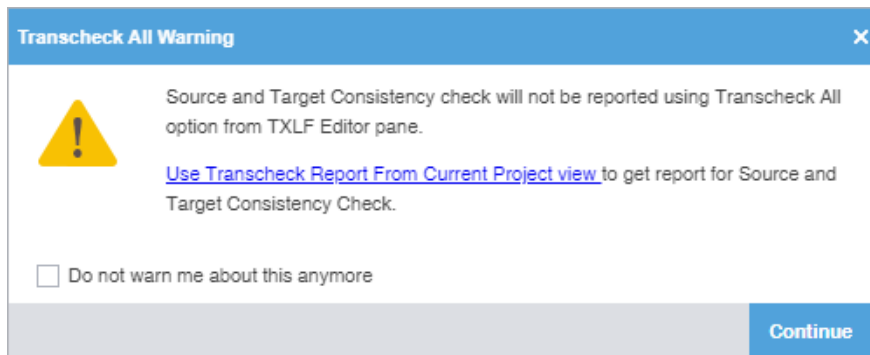 Transcheck All Warning
Source and Target Consistency check will not be reported using Transcheck All
option from TXLF Editor pane.
Use Transcheck Report From Current Project view to get report for Source and
Target Consistency Check.
Do not warn me about this anymore
Continue